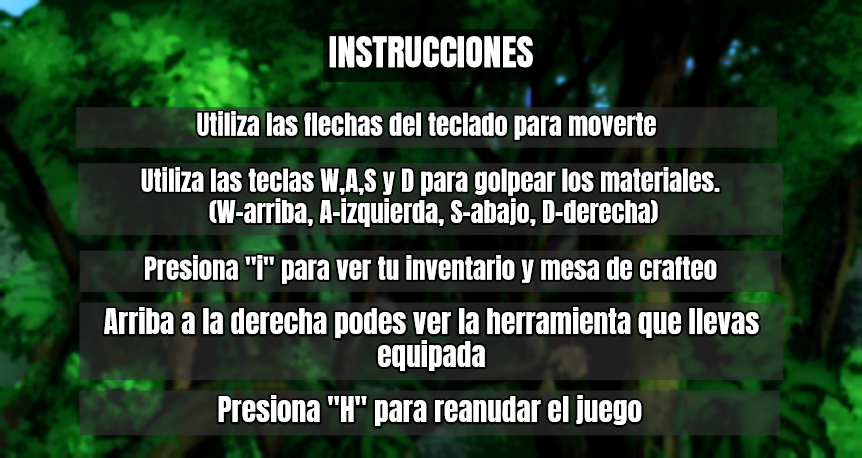 INSTRUCCIONES
Utiliza las flechas del teclado para moverte
Utiliza las teclas W,A,S y D para golpear los materiales.
(W-arriba, A-izquierda, S-abajo, D-derecha)
Presiona "i" para ver tu inventario y mesa de crafteo
Arriba a la derecha podes ver la herramienta que llevas
equipada
Presiona "H" para reanudar el juego